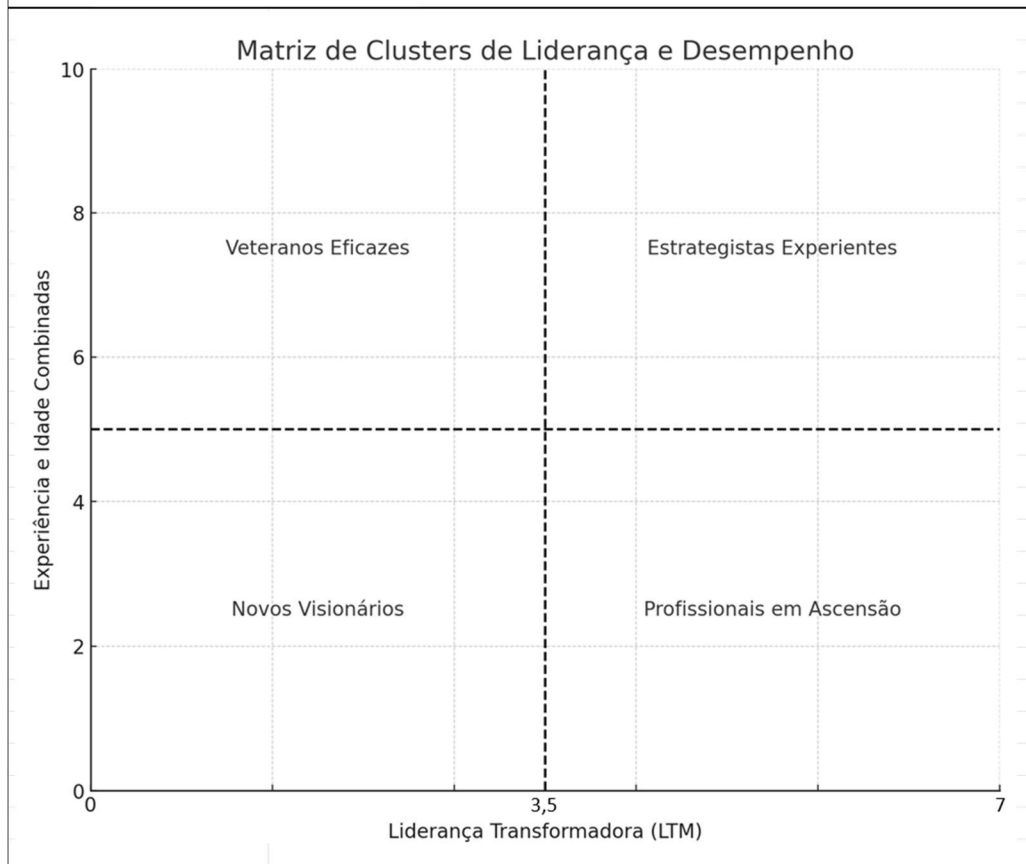 Matriz de Clusters de Liderança e Desempenho
10
8
Veteranos Eficazes
Estrategistas Experientes
6
Experiência e Idade Combinadas
4
Novos Visionários
Profissionais em Ascensão
2
0
0
3,5
7
Liderança Transformadora (LTM)